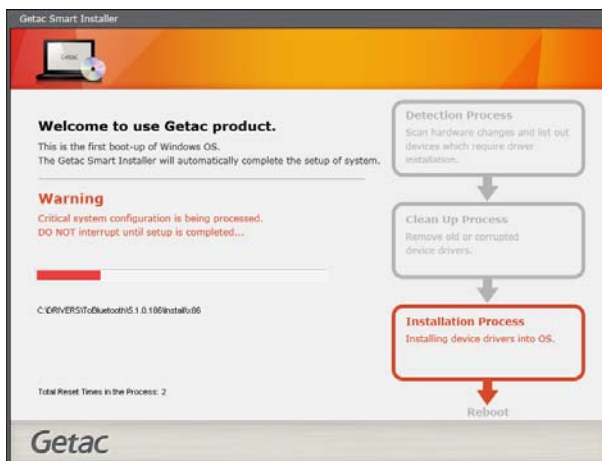 Getac Smart Installer
Getac
Welcome to use Getac product.
This is the first boot-up of Windows OS.
The Getac Smart Installer will automatically complete the setup of system.
Warning
Critical system configuration is being processed.
DO NOT interrupt until setup is completed...
C:\DRIVERS\ToBluetooth\5.1.0.186\Install\x86
Total Reset Times in the Process: 2
Detection Process
Scan hardware changes and list out
devices which require driver
installation.
Clean Up Process
Remove old or corrupted
device drivers.
Installation Process
Installing device drivers into OS.
Reboot
Getac